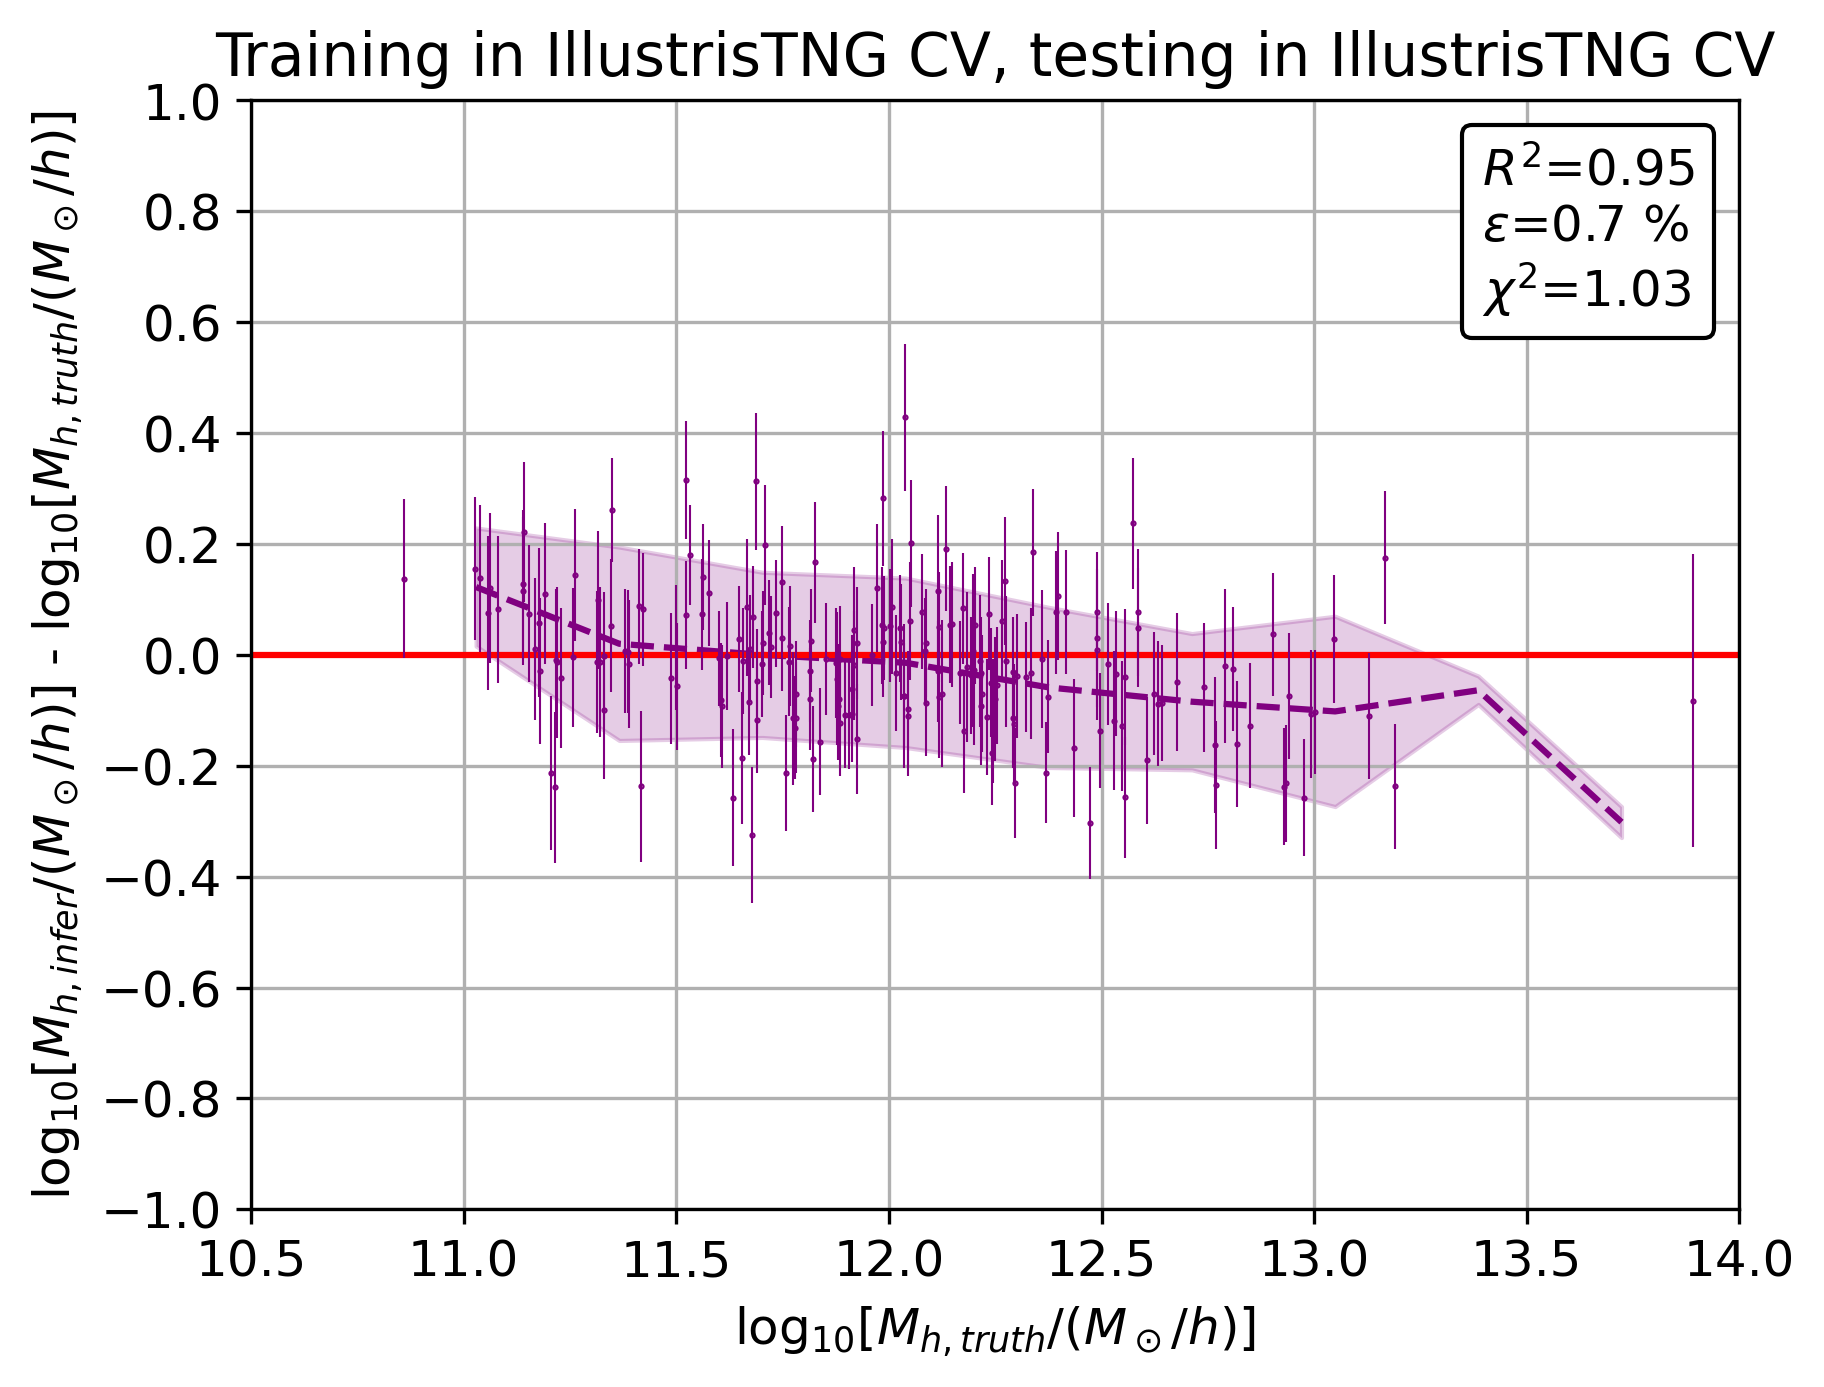 Training in IllustrisTNG CV, testing in IllustrisTNG CV
log₁₀[M_{h,infer}/(M_⊙/h)] - log₁₀[M_{h,truth}/(M_⊙/h)]
1.0
0.8
0.6
0.4
0.2
0.0
−0.2
−0.4
−0.6
−0.8
−1.0
R²=0.95
ε=0.7 %
χ²=1.03
10.5 11.0 11.5 12.0 12.5 13.0 13.5 14.0
log₁₀[M_{h,truth}/(M_⊙/h)]